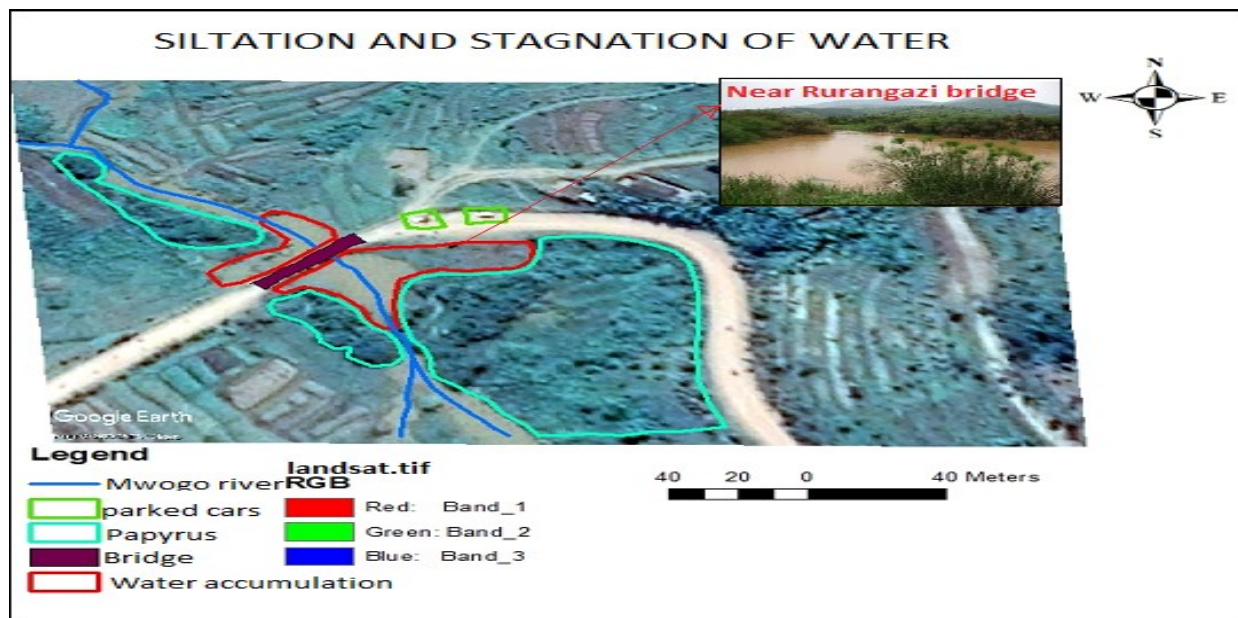 SILTATION AND STAGNATION OF WATER
N
W E
S
Near Rurangazi bridge
Google Earth
Legend
Mwogo river
parked cars
Papyrus
Bridge
Water accumulation
landsat.tif
RGB
Red: Band_1
Green: Band_2
Blue: Band_3
40 20 0 40 Meters